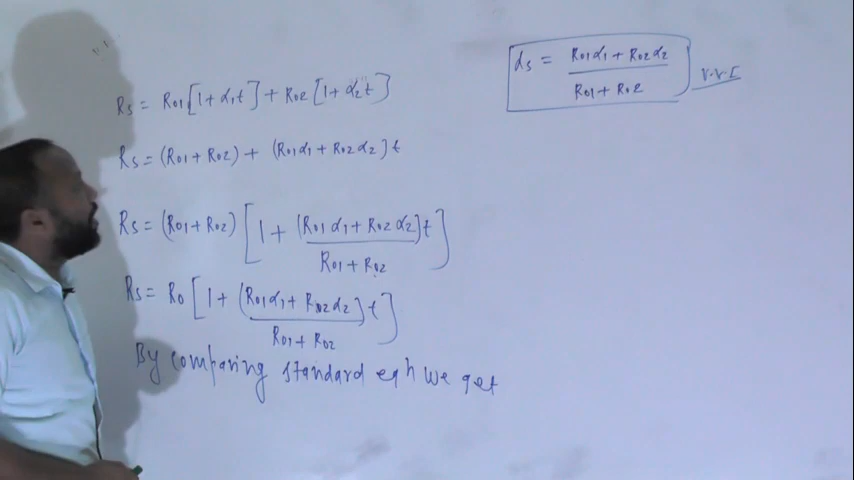 Rs = R01[1+α1t] + R02[1+α2t]
Rs = (R01+R02) + (R01α1+R02α2)t
Rs = (R01+R02)[1+(R01α1+R02α2)t]
R01+R02
Rs = R0[1+(R01α1+R02α2)t]
R01+R02
By comparing standard eqn we get
αs = R01α1+R02α2
R01+R02
V.V.I